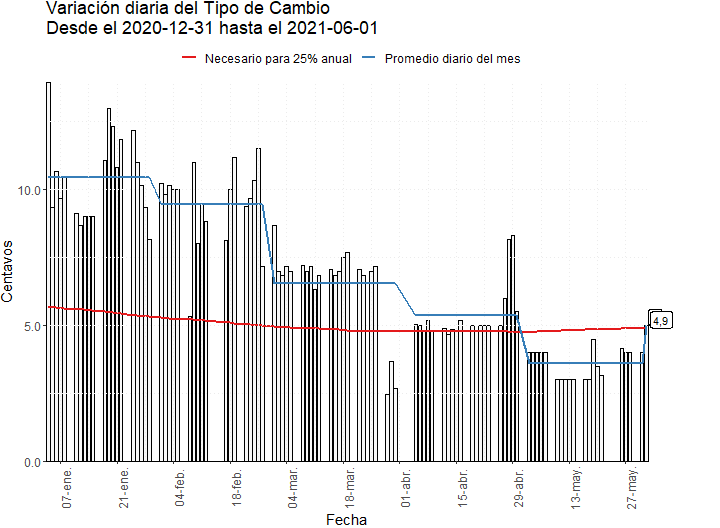 Variación diaria del Tipo de Cambio
Desde el 2020-12-31 hasta el 2021-06-01
Necesario para 25% anual
Promedio diario del mes
Centavos
10.0
5.0
0.0
4,9
07-ene.
21-ene.
04-feb.
18-feb.
04-mar.
18-mar.
01-abr.
15-abr.
29-abr.
13-may.
27-may.
Fecha